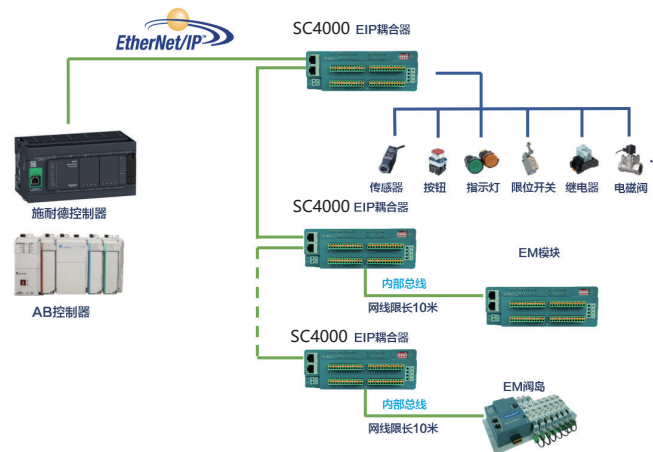 EtherNet/IP™
SC4000 EIP耦合器
传感器
按钮
指示灯
限位开关
继电器
电磁阀
施耐德控制器
AB控制器
SC4000 EIP耦合器
EM模块
内部总线
网线限长10米
SC4000 EIP耦合器
EM阀岛
内部总线
网线限长10米